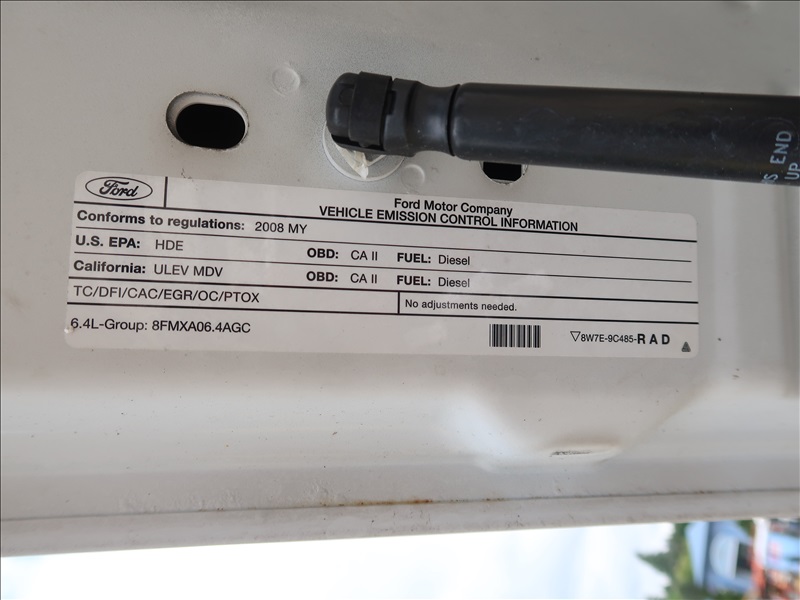 Ford
Ford Motor Company
VEHICLE EMISSION CONTROL INFORMATION
Conforms to regulations: 2008 MY
U.S. EPA: HDE OBD: CA II FUEL: Diesel
California: ULEV MDV OBD: CA II FUEL: Diesel
TC/DFI/CAC/EGR/OC/PTOX No adjustments needed.
6.4L-Group: 8FMXA06.4AGC ▽8W7E-9C485-R A D
END
UP